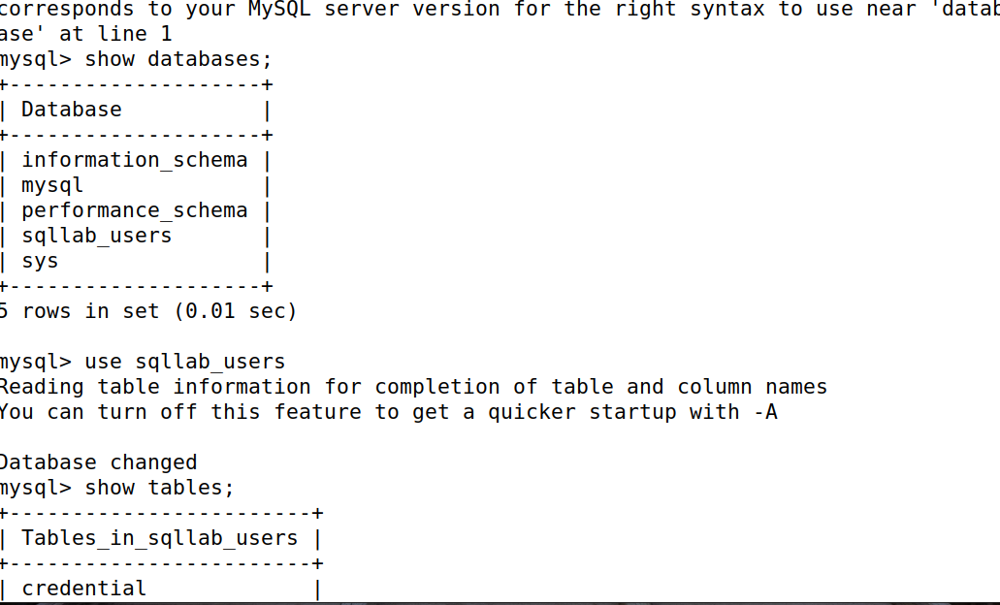 corresponds to your MySQL server version for the right syntax to use near 'datab
ase' at line 1
mysql> show databases;
+--------------------+
| Database           |
+--------------------+
| information_schema |
| mysql              |
| performance_schema |
| sqllab_users       |
| sys                |
+--------------------+
5 rows in set (0.01 sec)

mysql> use sqllab_users
Reading table information for completion of table and column names
You can turn off this feature to get a quicker startup with -A

Database changed
mysql> show tables;
+------------------------+
| Tables_in_sqllab_users |
+------------------------+
| credential             |